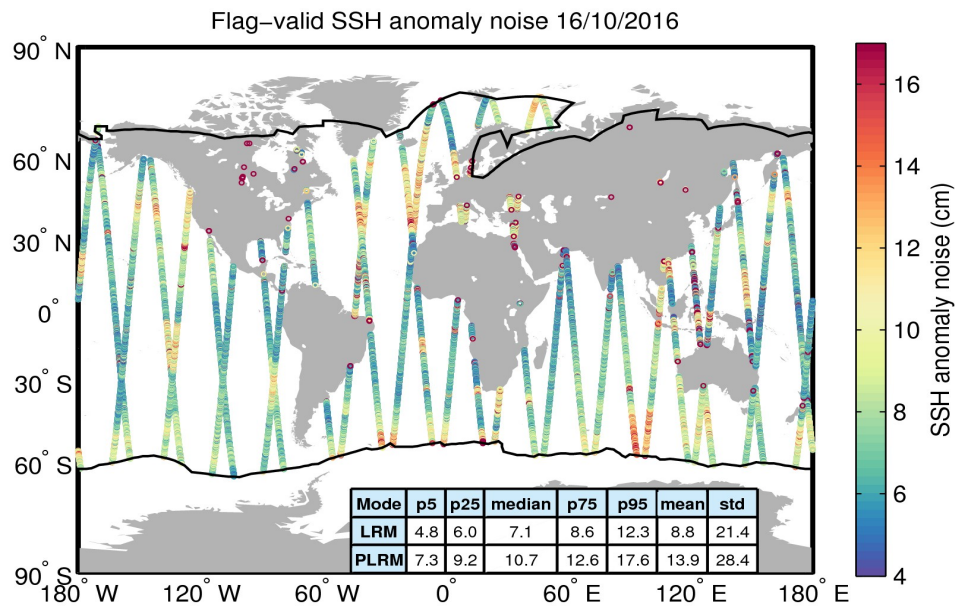 Flag−valid SSH anomaly noise 16/10/2016
90° N
60° N
30° N
0°
30° S
60° S
90° S
180° W
120° W
60° W
0°
60° E
120° E
180° E
16
14
12
10
8
6
4
SSH anomaly noise (cm)
Mode p5 p25 median p75 p95 mean std
LRM 4.8 6.0 7.1 8.6 12.3 8.8 21.4
PLRM 7.3 9.2 10.7 12.6 17.6 13.9 28.4